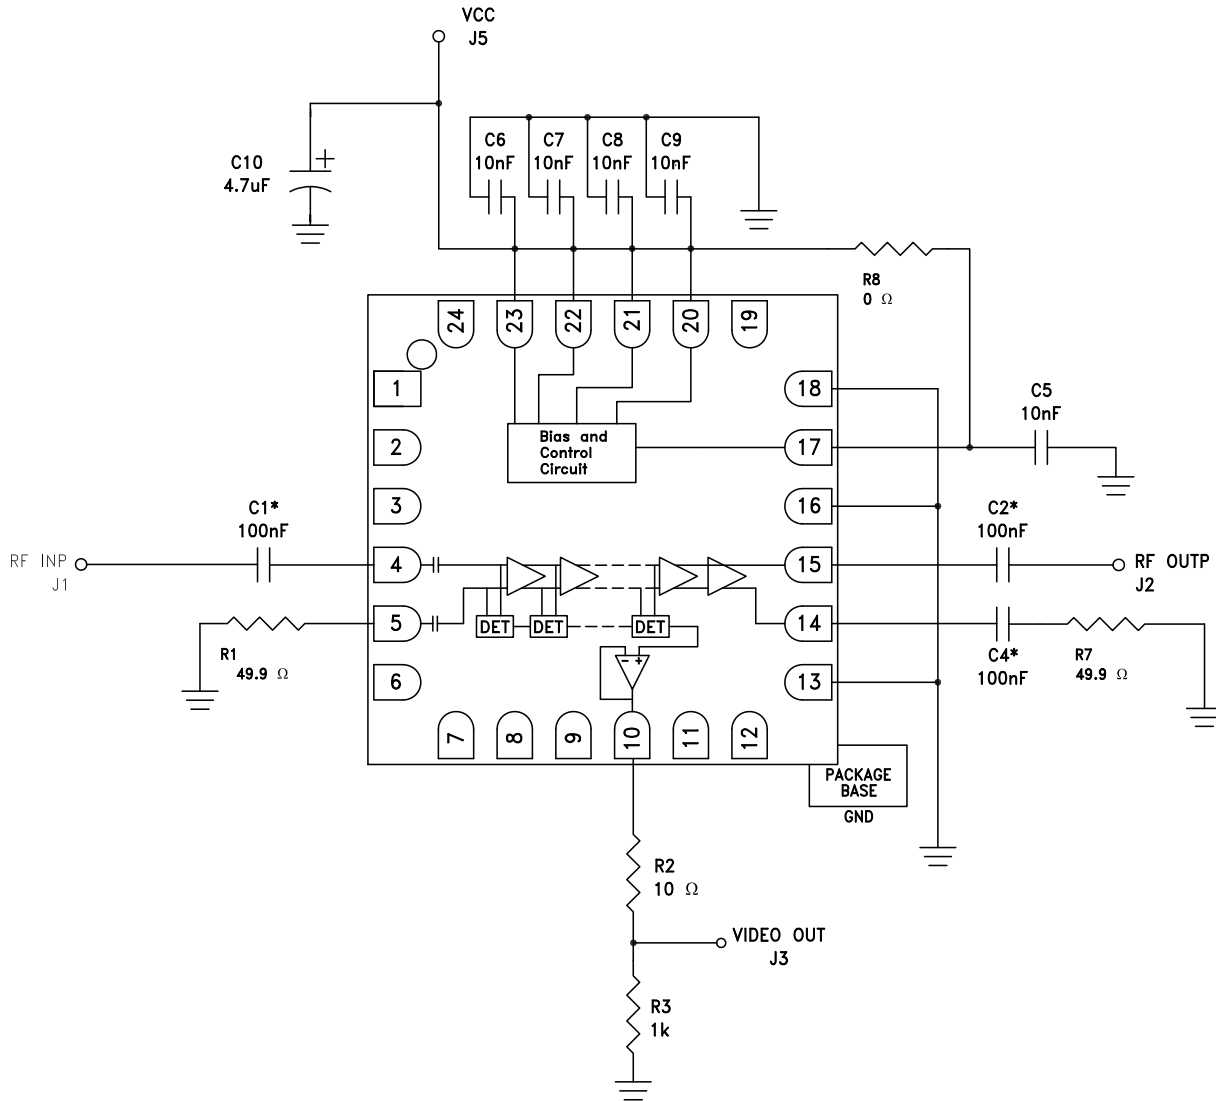 VCC
J5
C10
4.7uF
+
C6
10nF
C7
10nF
C8
10nF
C9
10nF
R8
0 Ω
24
23
22
21
20
19
1
2
3
4
5
6
18
17
16
15
14
13
Bias and
Control
Circuit
C5
10nF
C1*
100nF
C2*
100nF
RF INP
J1
RF OUTP
J2
R1
49.9 Ω
DET
DET
DET
- +
C4*
100nF
R7
49.9 Ω
7
8
9
10
11
12
PACKAGE
BASE
GND
R2
10 Ω
VIDEO OUT
J3
R3
1k